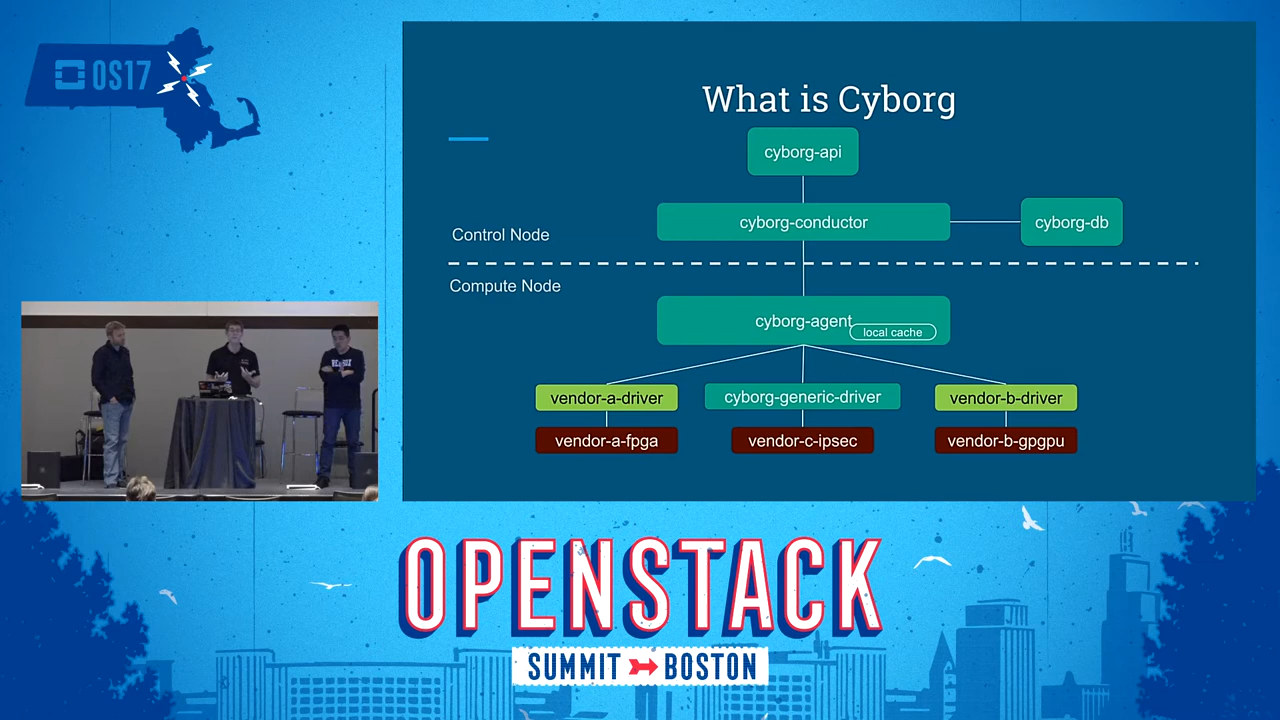 OS17
What is Cyborg
cyborg-api
cyborg-conductor
cyborg-db
Control Node
Compute Node
cyborg-agent
local cache
vendor-a-driver
cyborg-generic-driver
vendor-b-driver
vendor-a-fpga
vendor-c-ipsec
vendor-b-gpgpu
OPENSTACK
SUMMIT BOSTON